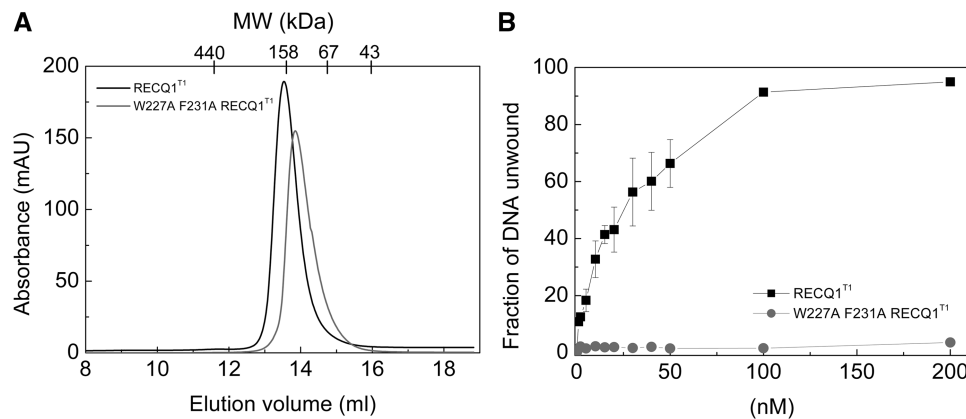 A
MW (kDa)
440 158 67 43
200
150
100
50
0
Absorbance (mAU)
RECQ1ᵀ¹
W227A F231A RECQ1ᵀ¹
8 10 12 14 16 18
Elution volume (ml)
B
100
80
60
40
20
0
Fraction of DNA unwound
RECQ1ᵀ¹
W227A F231A RECQ1ᵀ¹
0 50 100 150 200
(nM)